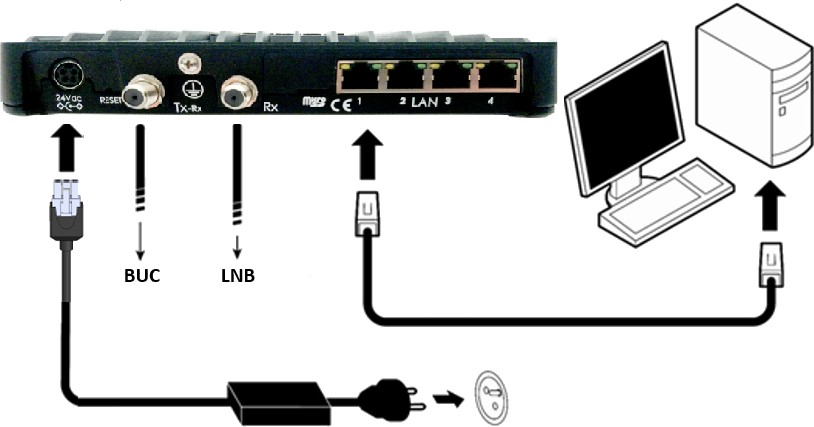 24VDC
RESET
Tx-Rx
Rx
micro
CE
1
2 LAN 3
4
BUC
LNB